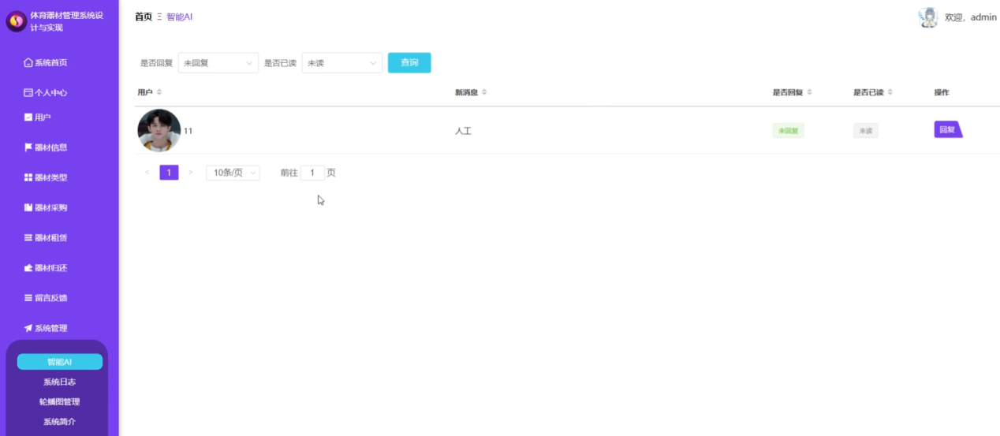 体育器材管理系统设
计与实现
首页 Ξ 智能AI
欢迎，admin
系统首页
个人中心
用户
器材信息
器材类型
器材采购
器材租赁
器材归还
留言反馈
系统管理
智能AI
系统日志
轮播图管理
系统简介
是否回复 未回复 是否已读 未读 查询
用户 新消息 是否回复 是否已读 操作
11 人工 未回复 未读 回复
< 1 > 10条/页 前往 1 页